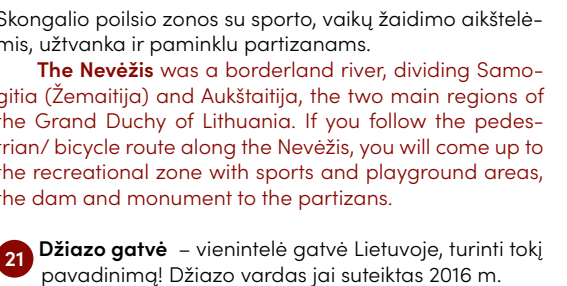 Skongalio poilsio zonos su sporto, vaikų žaidimo aikštelė-
mis, užtvanka ir paminklu partizanams.
The Nevėžis was a borderland river, dividing Samo-
gitia (Žemaitija) and Aukštaitija, the two main regions of
the Grand Duchy of Lithuania. If you follow the pedes-
trian/ bicycle route along the Nevėžis, you will come up to
the recreational zone with sports and playground areas,
the dam and monument to the partizans.
21 Džiazo gatvė – vienintelė gatvė Lietuvoje, turinti tokį
pavadinimą! Džiazo vardas jai suteiktas 2016 m.